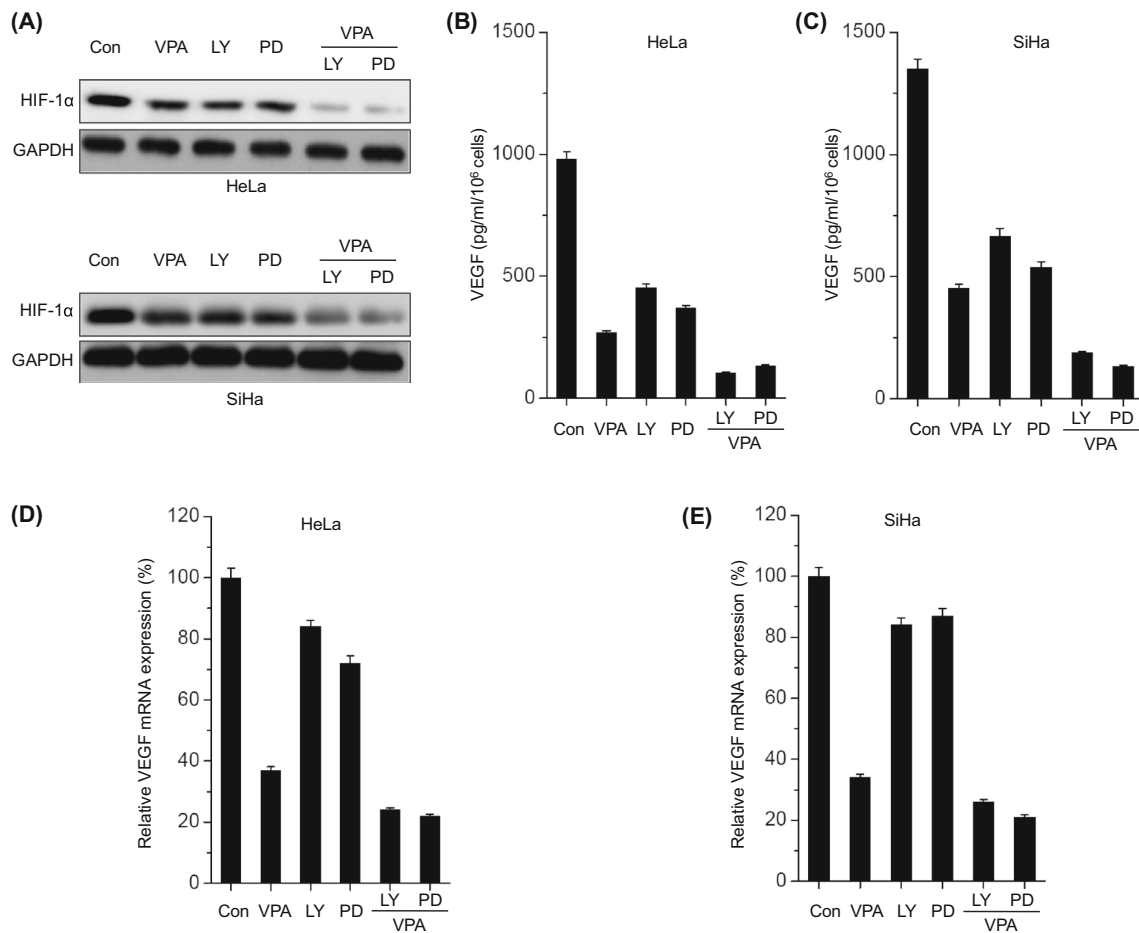 (A)
VPA
Con VPA LY PD LY PD
HIF-1α
GAPDH
HeLa
VPA
Con VPA LY PD LY PD
HIF-1α
GAPDH
SiHa
(B)
HeLa
VEGF (pg/ml/10⁶ cells)
1500
1000
500
0
Con VPA LY PD LY PD
VPA
(C)
SiHa
VEGF (pg/ml/10⁶ cells)
1500
1000
500
0
Con VPA LY PD LY PD
VPA
(D)
HeLa
Relative VEGF mRNA expression (%)
120
100
80
60
40
20
0
Con VPA LY PD LY PD
VPA
(E)
SiHa
Relative VEGF mRNA expression (%)
120
100
80
60
40
20
0
Con VPA LY PD LY PD
VPA